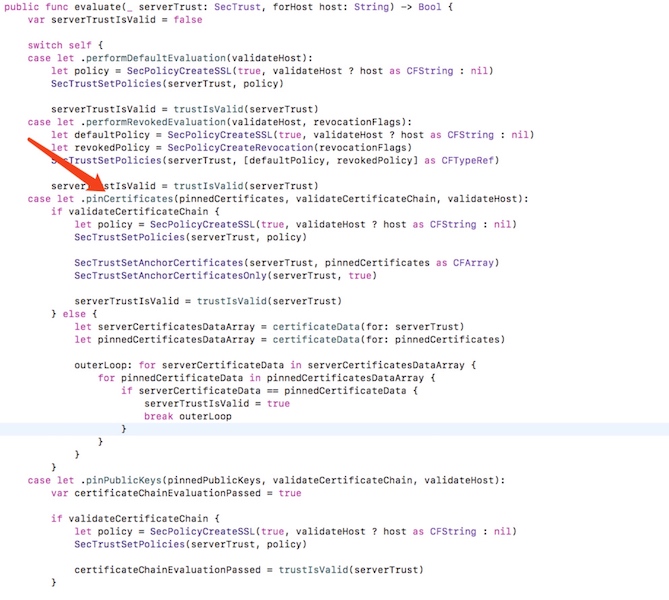 public func evaluate(_ serverTrust: SecTrust, forHost host: String) -> Bool {
var serverTrustIsValid = false
switch self {
case let .performDefaultEvaluation(validateHost):
let policy = SecPolicyCreateSSL(true, validateHost ? host as CFString : nil)
SecTrustSetPolicies(serverTrust, policy)
serverTrustIsValid = trustIsValid(serverTrust)
case let .performRevokedEvaluation(validateHost, revocationFlags):
let defaultPolicy = SecPolicyCreateSSL(true, validateHost ? host as CFString : nil)
let revokedPolicy = SecPolicyCreateRevocation(revocationFlags)
SecTrustSetPolicies(serverTrust, [defaultPolicy, revokedPolicy] as CFTypeRef)
serverTrustIsValid = trustIsValid(serverTrust)
case let .pinCertificates(pinnedCertificates, validateCertificateChain, validateHost):
if validateCertificateChain {
let policy = SecPolicyCreateSSL(true, validateHost ? host as CFString : nil)
SecTrustSetPolicies(serverTrust, policy)
SecTrustSetAnchorCertificates(serverTrust, pinnedCertificates as CFArray)
SecTrustSetAnchorCertificatesOnly(serverTrust, true)
serverTrustIsValid = trustIsValid(serverTrust)
} else {
let serverCertificatesDataArray = certificateData(for: serverTrust)
let pinnedCertificatesDataArray = certificateData(for: pinnedCertificates)
outerLoop: for serverCertificateData in serverCertificatesDataArray {
for pinnedCertificateData in pinnedCertificatesDataArray {
if serverCertificateData == pinnedCertificateData {
serverTrustIsValid = true
break outerLoop
}
}
}
}
case let .pinPublicKeys(pinnedPublicKeys, validateCertificateChain, validateHost):
var certificateChainEvaluationPassed = true
if validateCertificateChain {
let policy = SecPolicyCreateSSL(true, validateHost ? host as CFString : nil)
SecTrustSetPolicies(serverTrust, policy)
certificateChainEvaluationPassed = trustIsValid(serverTrust)
}